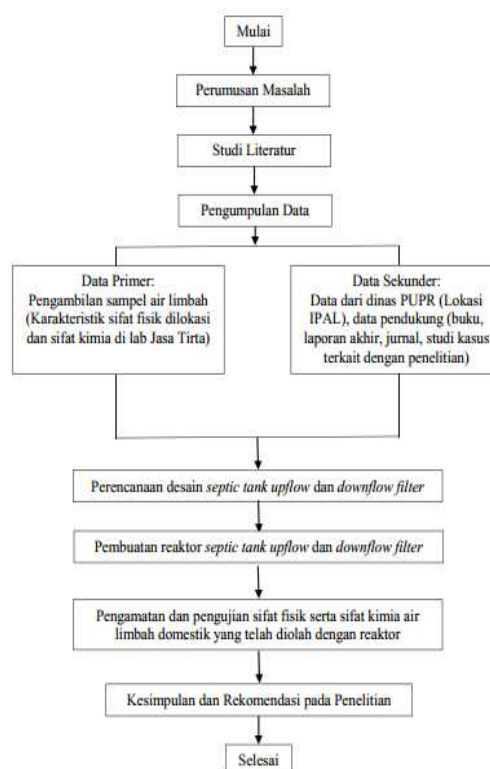 Mulai
Perumusan Masalah
Studi Literatur
Pengumpulan Data
Data Primer:
Pengambilan sampel air limbah
(Karakteristik sifat fisik dilokasi
dan sifat kimia di lab Jasa Tirta)
Data Sekunder:
Data dari dinas PUPR (Lokasi
IPAL), data pendukung (buku,
laporan akhir, jurnal, studi kasus
terkait dengan penelitian)
Perencanaan desain septic tank upflow dan downflow filter
Pembuatan reaktor septic tank upflow dan downflow filter
Pengamatan dan pengujian sifat fisik serta sifat kimia air
limbah domestik yang telah diolah dengan reaktor
Kesimpulan dan Rekomendasi pada Penelitian
Selesai